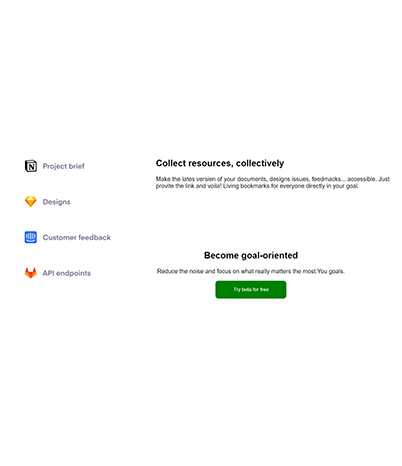 Project brief
Designs
Customer feedback
API endpoints
Collect resources, collectively
Make the lates version of your documents, designs issues, feedmacks... accessible. Just
provite the link and voila! Living bookmarks for everyone directly in your goal.
Become goal-oriented
Reduce the noise and focus on what really matters the most.You goals.
Try beta for free